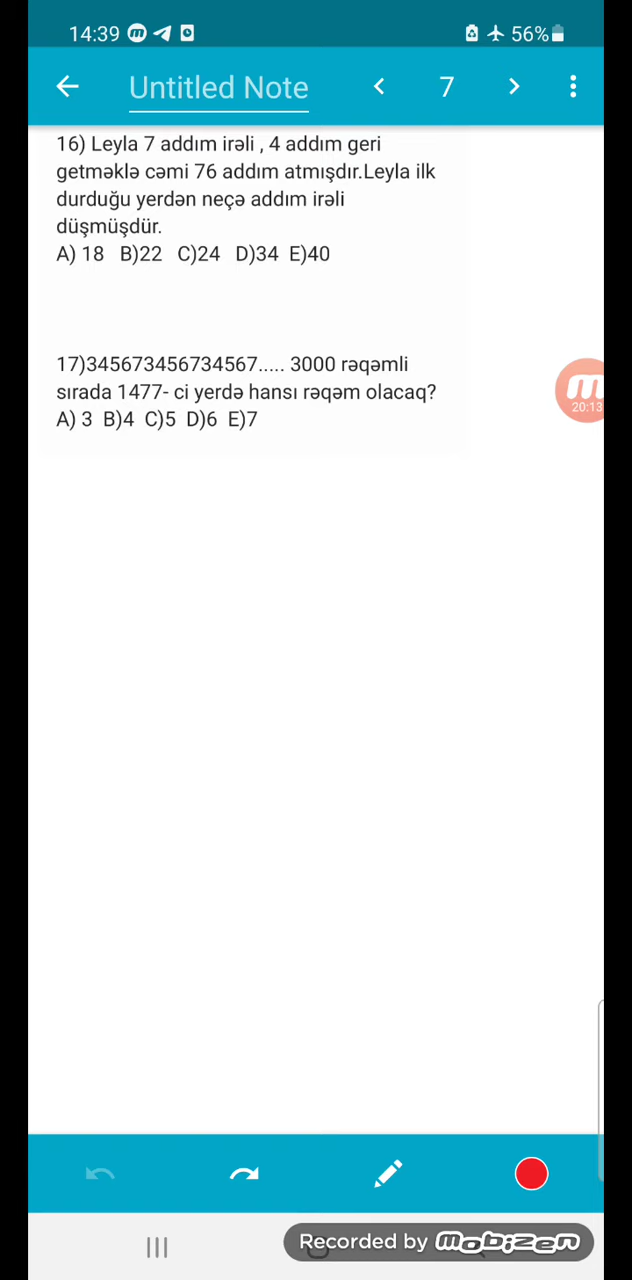 14:39 56%
Untitled Note < 7 >
16) Leyla 7 addım irəli , 4 addım geri
getməklə cəmi 76 addım atmışdır.Leyla ilk
durduğu yerdən neçə addım irəli
düşmüşdür.
A) 18 B)22 C)24 D)34 E)40
17)345673456734567..... 3000 rəqəmli
sırada 1477- ci yerdə hansı rəqəm olacaq?
A) 3 B)4 C)5 D)6 E)7
20:13
Recorded by mobizen